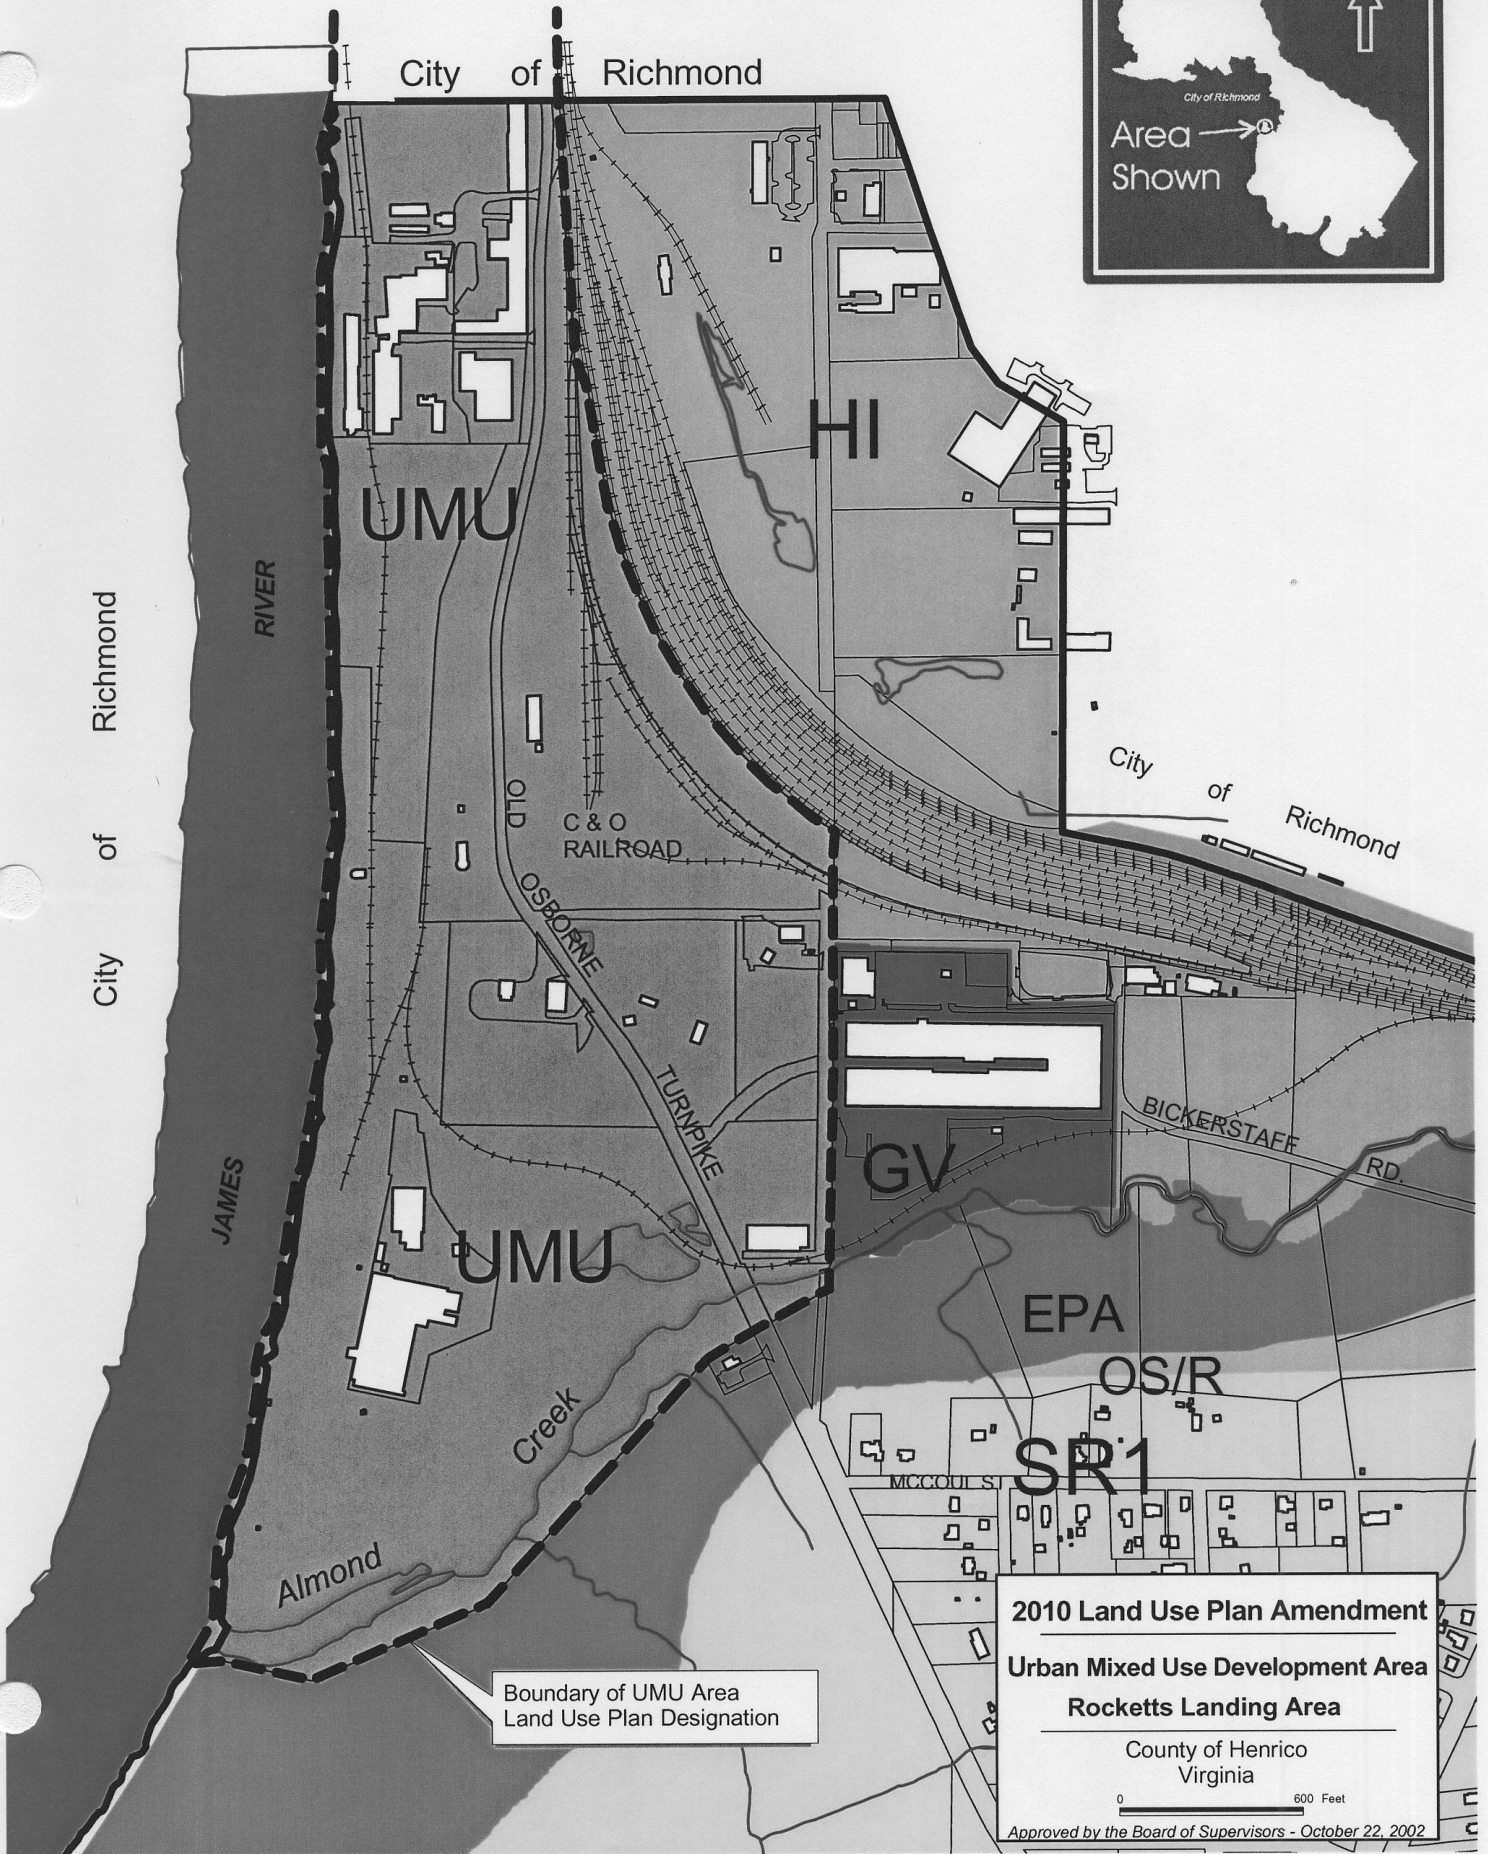 City of Richmond
City of Richmond
Area
Shown
HI
UMU
RIVER
City of Richmond
City of Richmond
OLD
C & O
RAILROAD
OSBORNE
TURNPIKE
BICKERSTAFF
RD.
GV
JAMES
UMU
EPA
OS/R
Creek
SR1
MCCOUL ST
Almond
Boundary of UMU Area
Land Use Plan Designation
2010 Land Use Plan Amendment
Urban Mixed Use Development Area
Rocketts Landing Area
County of Henrico
Virginia
0 600 Feet
Approved by the Board of Supervisors - October 22, 2002